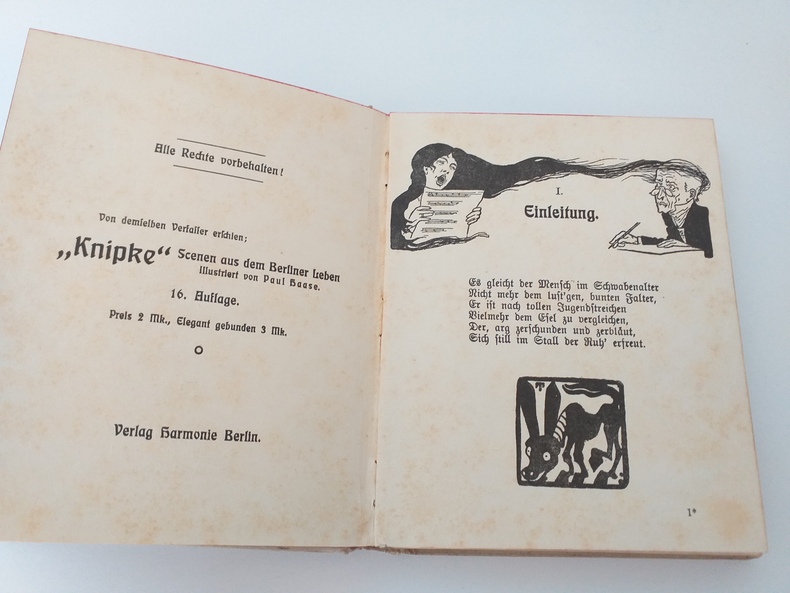 Alle Rechte vorbehalten!
Von demselben Verfasser erschien:
„Knipke“ Scenen aus dem Berliner Leben
Illustriert von Paul Haase.
16. Auflage.
Preis 2 Mk., Elegant gebunden 3 Mk.
Verlag Harmonie Berlin.
I.
Einleitung.
Es gleicht der Menſch im Schwabenalter
Nicht mehr dem luſt'gen, bunten Falter,
Er iſt nach tollen Jugendſtreichen
Vielmehr dem Eſel zu vergleichen,
Der, arg zerſchunden und zerbläut,
Sich ſtill im Stall der Ruh' erfreut.
1*